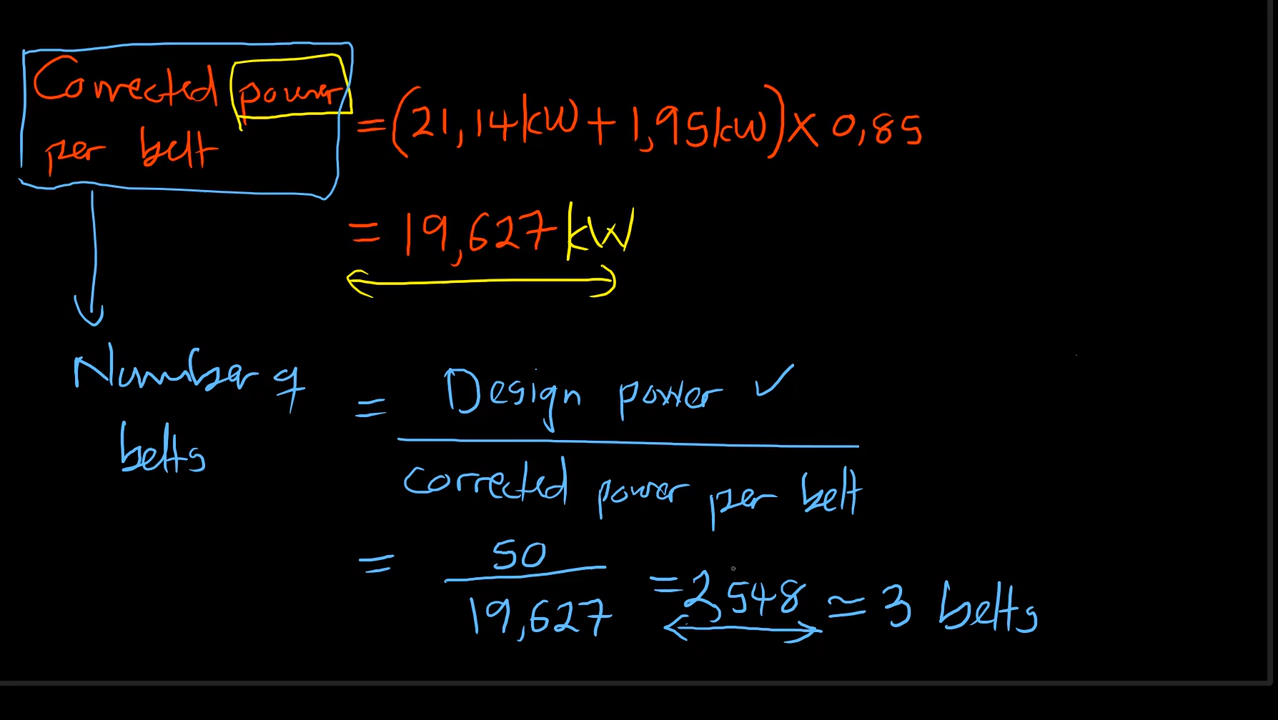 Corrected power
per belt
= (21,14kW + 1,95kW) × 0,85
= 19,627 kW
Number of
belts
= Design power ✓
corrected power per belt
= 50
19,627
= 2,548 ≃ 3 belts